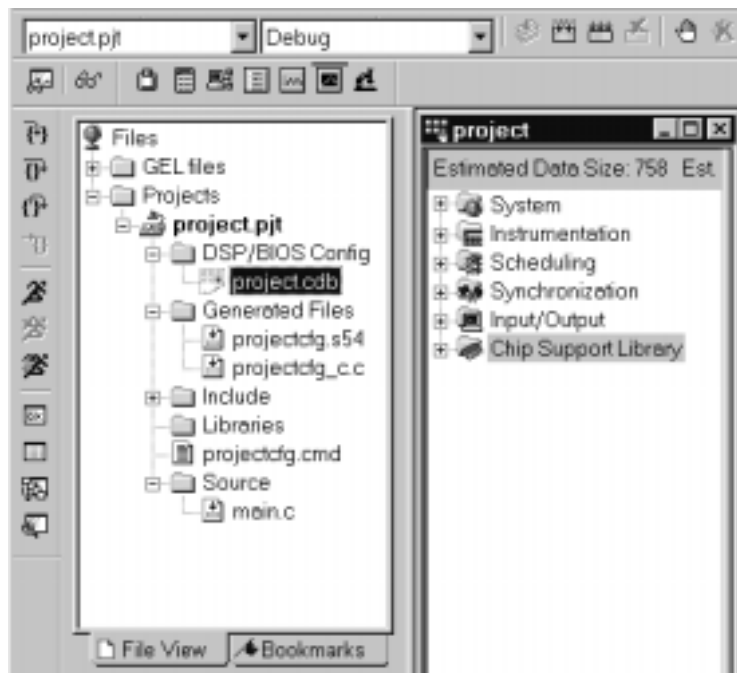 project.pjt
Debug
Files
GEL files
Projects
project.pjt
DSP/BIOS Config
project.cdb
Generated Files
projectcfg.s54
projectcfg_c.c
Include
Libraries
projectcfg.cmd
Source
main.c
File View
Bookmarks
project
Estimated Data Size: 758 Est.
System
Instrumentation
Scheduling
Synchronization
Input/Output
Chip Support Library